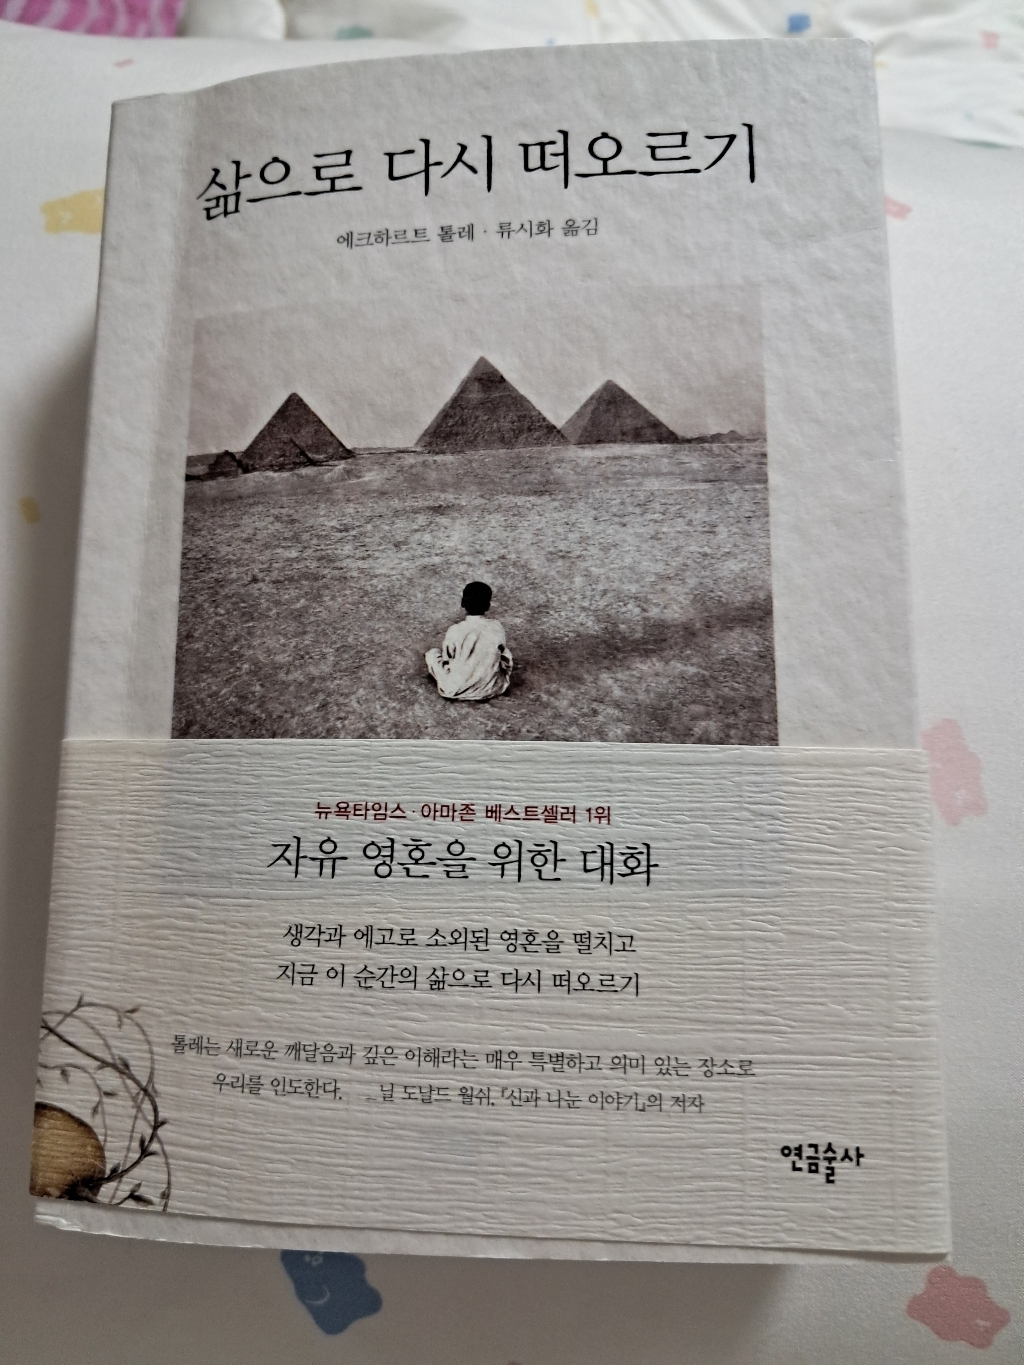 삶으로 다시 떠오르기
에크하르트 톨레 · 류시화 옮김
뉴욕타임스·아마존 베스트셀러 1위
자유 영혼을 위한 대화
생각과 에고로 소외된 영혼을 떨치고
지금 이 순간의 삶으로 다시 떠오르기
톨레는 새로운 깨달음과 깊은 이해라는 매우 특별하고 의미 있는 장소로
우리를 인도한다. _닐 도날드 월쉬, 『신과 나눈 이야기』의 저자
연금술사